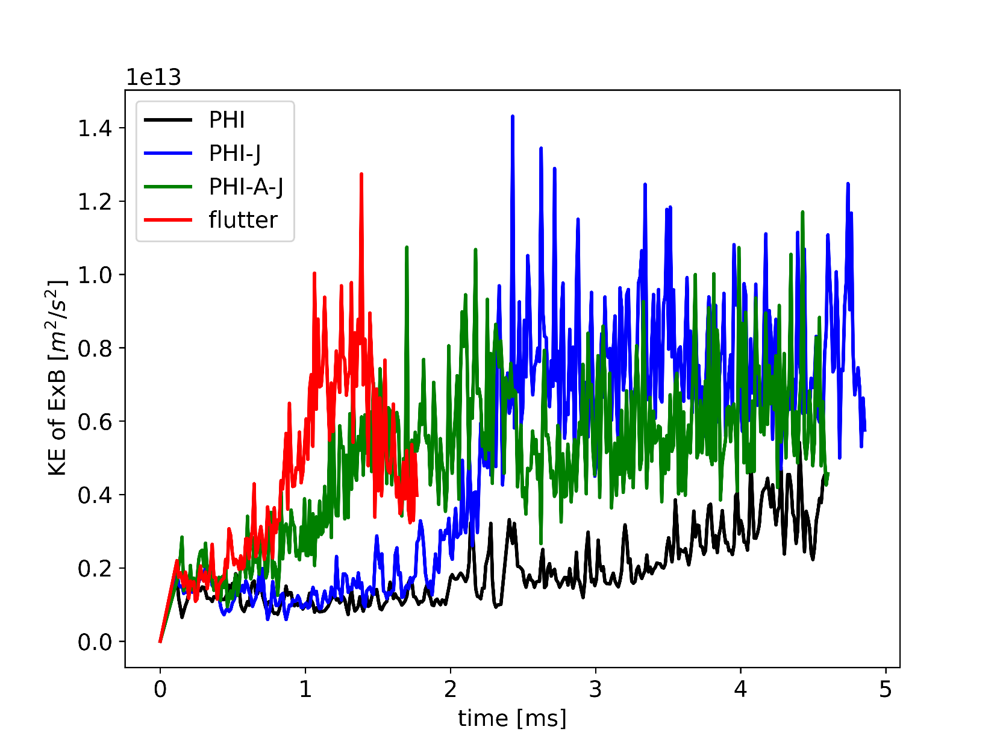 1e13
PHI
PHI-J
PHI-A-J
flutter
1.4
1.2
1.0
0.8
0.6
0.4
0.2
0.0
KE of ExB [m²/s²]
0 1 2 3 4 5
time [ms]